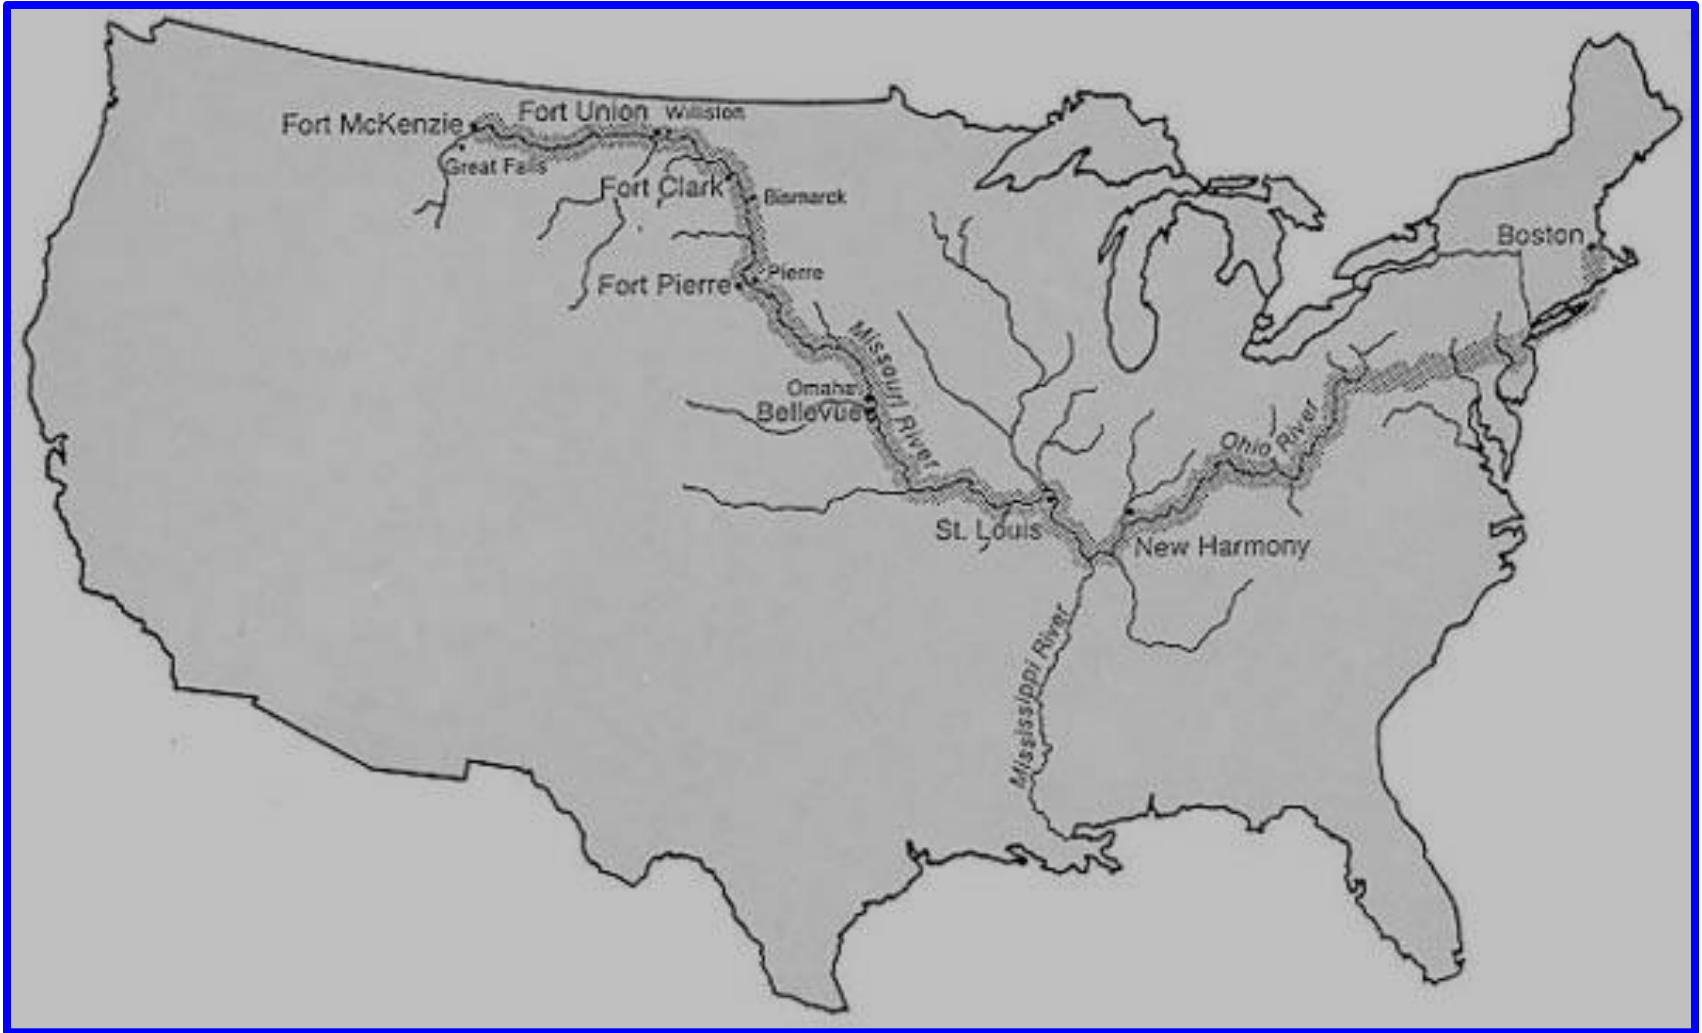 Fort McKenzie
Fort Union
Williston
Great Falls
Fort Clark
Bismarck
Boston
Pierre
Fort Pierre
Missouri River
Omaha
Bellevue
Ohio River
St. Louis
New Harmony
Mississippi River